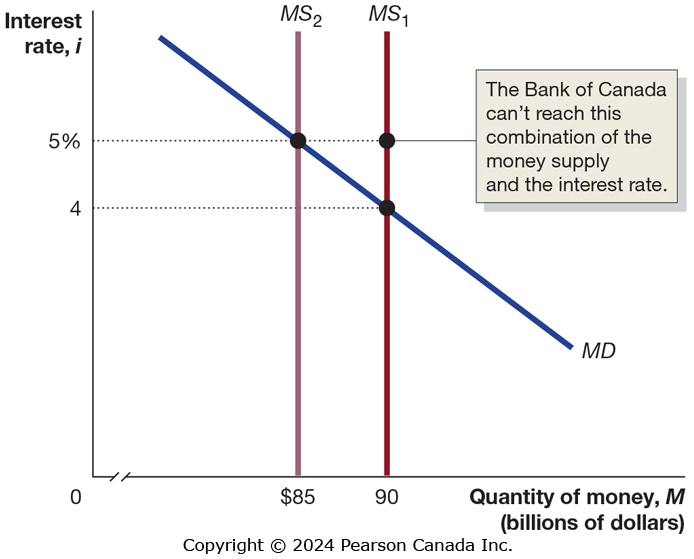 Interest
rate, i
MS2
MS1
The Bank of Canada
can't reach this
combination of the
money supply
and the interest rate.
5%
4
MD
0
$85
90
Quantity of money, M
(billions of dollars)
Copyright © 2024 Pearson Canada Inc.